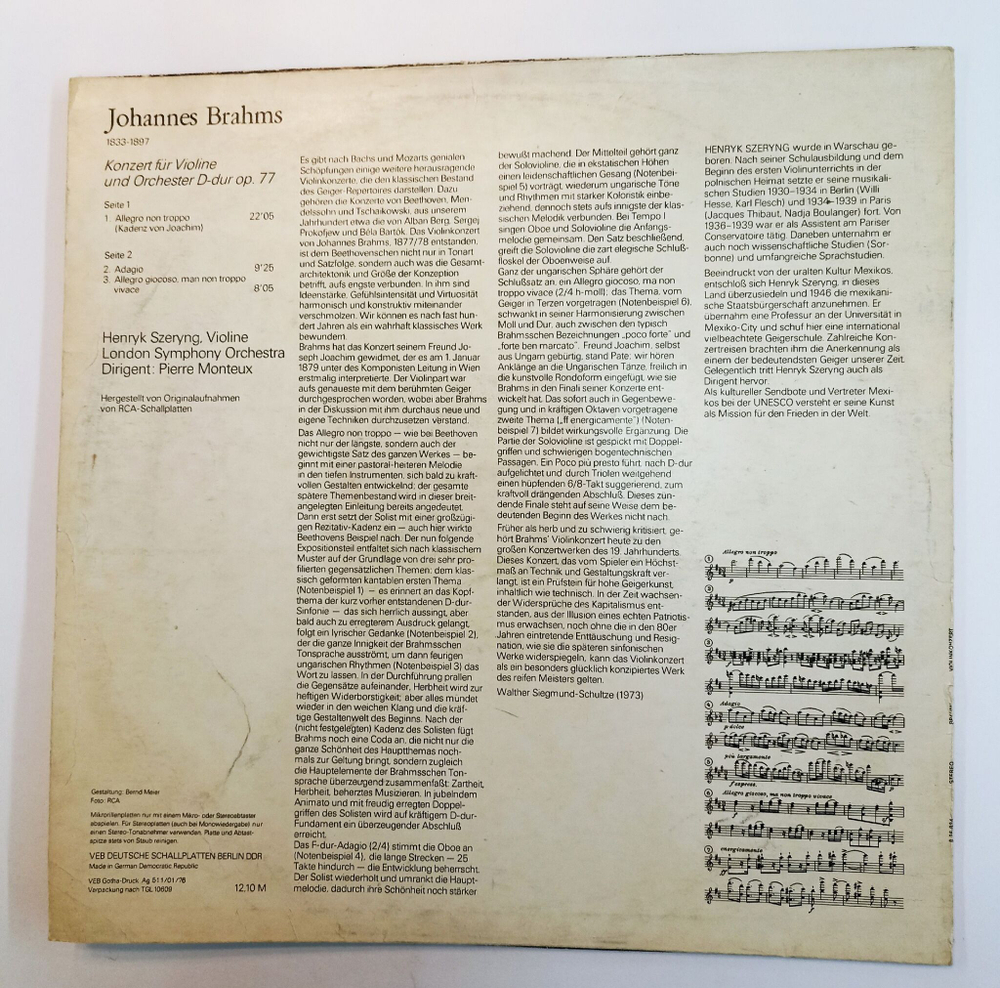 Johannes Brahms
1833-1897
Konzert für Violine
und Orchester D-dur op. 77
Seite 1
1. Allegro non troppo 22'05
(Kadenz von Joachim)
Seite 2
2. Adagio 9'25
3. Allegro giocoso, man non troppo
vivace 8'05
Henryk Szeryng, Violine
London Symphony Orchestra
Dirigent: Pierre Monteux
Hergestellt von Originalaufnahmen
von RCA-Schallplatten
Gestaltung: Bernd Meier
Foto: RCA
Mikrorillenplatten nur mit einem Mikro- oder Stereoabtaster
abspielen. Für Stereoplatten (auch bei Monowiedergabe) nur
einen Stereo-Tonabnehmer verwenden, Platte und Abtast-
spitze stets von Staub reinigen.
VEB DEUTSCHE SCHALLPLATTEN BERLIN DDR
Made in German Democratic Republic
VEB Gotha-Druck Ag 511/01/76
Verpackung nach TGL 10609 12,10 M
Es gibt nach Bachs und Mozarts genialen
Schöpfungen einige weitere herausragende
Violinkonzerte, die den klassischen Bestand
des Geiger-Repertoires darstellen. Dazu
gehören die Konzerte von Beethoven, Men-
delssohn und Tschaikowski, aus unserem
Jahrhundert etwa die von Alban Berg, Sergej
Prokofjew und Béla Bartók. Das Violinkonzert
von Johannes Brahms, 1877/78 entstanden,
ist dem Beethovenschen nicht nur in Tonart
und Satzfolge, sondern auch was die Gesamt-
architektonik und Größe der Konzeption
betrifft, aufs engste verbunden. In ihm sind
Ideenstärke, Gefühlsintensität und Virtuosität
harmonisch und konstruktiv miteinander
verschmolzen. Wir können es nach fast hun-
dert Jahren als ein wahrhaft klassisches Werk
bewundern.
Brahms hat das Konzert seinem Freund Jo-
seph Joachim gewidmet, der es am 1. Januar
1879 unter des Komponisten Leitung in Wien
erstmalig interpretierte. Der Violinpart war
aufs genaueste mit dem berühmten Geiger
durchgesprochen worden, wobei aber Brahms
in der Diskussion mit ihm durchaus neue und
eigene Techniken durchzusetzen verstand.
Das Allegro non troppo — wie bei Beethoven
nicht nur der längste, sondern auch der
gewichtigste Satz des ganzen Werkes — be-
ginnt mit einer pastoral-heiteren Melodie
in den tiefen Instrumenten, sich bald zu kraft-
vollen Gestalten entwickelnd; der gesamte
spätere Themenbestand wird in dieser breit-
angelegten Einleitung bereits angedeutet.
Dann erst setzt der Solist mit einer großzügi-
gen Rezitativ-Kadenz ein — auch hier wirkte
Beethovens Beispiel nach. Der nun folgende
Expositionsteil entfaltet sich nach klassischem
Muster auf der Grundlage von drei sehr pro-
filierten gegensätzlichen Themen: dem klas-
sisch geformten kantablen ersten Thema
(Notenbeispiel 1) — es erinnert an das Kopf-
thema der kurz vorher entstandenen D-dur-
Sinfonie — das sich herrlich aussingt, aber
bald auch zu erregterem Ausdruck gelangt,
folgt ein lyrischer Gedanke (Notenbeispiel 2),
der die ganze Innigkeit der Brahmsschen
Tonsprache ausströmt, um dann feurigen
ungarischen Rhythmen (Notenbeispiel 3) das
Wort zu lassen. In der Durchführung prallen
die Gegensätze aufeinander, Herbheit wird zur
heftigen Widerborstigkeit; aber alles mündet
wieder in den weichen Klang und die kräf-
tige Gestaltenwelt des Beginns. Nach der
(nicht festgelegten) Kadenz des Solisten fügt
Brahms noch eine Coda an, die nicht nur die
ganze Schönheit des Hauptthemas noch-
mals zur Geltung bringt, sondern zugleich
die Hauptelemente der Brahmsschen Ton-
sprache überzeugend zusammenfaßt: Zartheit,
Herbheit, beherztes Musizieren. In jubelndem
Animato und mit freudig erregten Doppel-
griffen des Solisten wird auf kräftigem D-dur-
Fundament ein überzeugender Abschluß
erreicht.
Das F-dur-Adagio (2/4) stimmt die Oboe an
(Notenbeispiel 4), die lange Strecken — 25
Takte hindurch — die Entwicklung beherrscht.
Der Solist wiederholt und umrankt die Haupt-
melodie, dadurch ihre Schönheit noch stärker
bewußt machend. Der Mittelteil gehört ganz
der Solovioline, die in ekstatischen Höhen
einen leidenschaftlichen Gesang (Notenbei-
spiel 5) vorträgt, wiederum ungarische Töne
und Rhythmen mit starker Koloristik einbe-
ziehend, dennoch stets aufs innigste der klas-
sischen Melodik verbunden. Bei Tempo I
singen Oboe und Solovioline die Anfangs-
melodie gemeinsam. Den Satz beschließend,
greift die Solovioline die zart elegische Schluß-
floskel der Oboenweise auf.
Ganz der ungarischen Sphäre gehört der
Schlußsatz an, ein Allegro giocoso, ma non
troppo vivace (2/4 h-moll); das Thema, vom
Geiger in Terzen vorgetragen (Notenbeispiel 6),
schwankt in seiner Harmonisierung zwischen
Moll und Dur, auch zwischen den typisch
Brahmsschen Bezeichnungen „poco forte" und
„forte ben marcato". Freund Joachim, selbst
aus Ungarn gebürtig, stand Pate; wir hören
Anklänge an die Ungarischen Tänze, freilich in
die kunstvolle Rondoform eingefügt, wie sie
Brahms in den Finali seiner Konzerte ent-
wickelt hat. Das sofort auch in Gegenbewe-
gung und in kräftigen Oktaven vorgetragene
zweite Thema („ff energicamente") (Noten-
beispiel 7) bildet wirkungsvolle Ergänzung. Die
Partie der Solovioline ist gespickt mit Doppel-
griffen und schwierigen bogentechnischen
Passagen. Ein Poco più presto führt, nach D-dur
aufgelichtet und durch Triolen weitgehend
einen hüpfenden 6/8-Takt suggerierend, zum
kraftvoll drängenden Abschluß. Dieses zün-
dende Finale steht auf seine Weise dem be-
deutenden Beginn des Werkes nicht nach.
Früher als herb und zu schwierig kritisiert, ge-
hört Brahms' Violinkonzert heute zu den
großen Konzertwerken des 19. Jahrhunderts.
Dieses Konzert, das vom Spieler ein Höchst-
maß an Technik und Gestaltungskraft ver-
langt, ist ein Prüfstein für hohe Geigerkunst,
inhaltlich wie technisch. In der Zeit wachsen-
der Widersprüche des Kapitalismus ent-
standen, aus der Illusion eines echten Patriotis-
mus erwachsen, noch ohne die in den 80er
Jahren eintretende Enttäuschung und Resig-
nation, wie sie die späteren sinfonischen
Werke widerspiegeln, kann das Violinkonzert
als ein besonders glücklich konzipiertes Werk
des reifen Meisters gelten.
Walther Siegmund-Schultze (1973)
HENRYK SZERYNG wurde in Warschau ge-
boren. Nach seiner Schulausbildung und dem
Beginn des ersten Violinunterrichts in der
polnischen Heimat setzte er seine musikali-
schen Studien 1930–1934 in Berlin (Willi
Hesse, Karl Flesch) und 1934–1939 in Paris
(Jacques Thibaut, Nadja Boulanger) fort. Von
1936–1939 war er als Assistent am Pariser
Conservatoire tätig. Daneben unternahm er
auch noch wissenschaftliche Studien (Sor-
bonne) und umfangreiche Sprachstudien.
Beeindruckt von der uralten Kultur Mexikos,
entschloß sich Henryk Szeryng, in dieses
Land überzusiedeln und 1946 die mexikani-
sche Staatsbürgerschaft anzunehmen. Er
übernahm eine Professur an der Universität in
Mexiko-City und schuf hier eine international
vielbeachtete Geigerschule. Zahlreiche Kon-
zertreisen brachten ihm die Anerkennung als
einem der bedeutendsten Geiger unserer Zeit.
Gelegentlich tritt Henryk Szeryng auch als
Dirigent hervor.
Als kultureller Sendbote und Vertreter Mexi-
kos bei der UNESCO versteht er seine Kunst
als Mission für den Frieden in der Welt.
1 Allegro non troppo
p
2
3
4 Adagio
p dolce
5 più largamente
f espress.
6 Allegro giocoso, ma non troppo vivace
7 energicamente
ff
STEREO